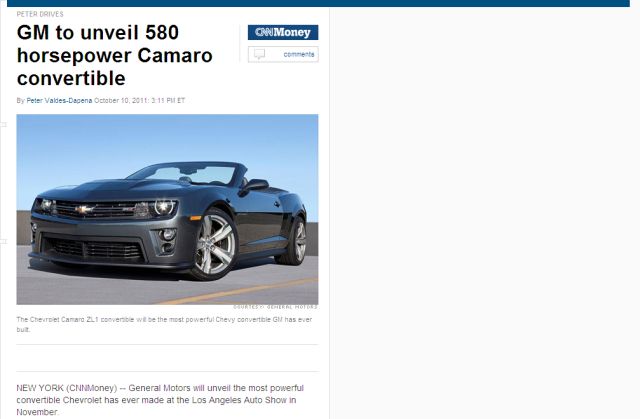 PETER DRIVES
GM to unveil 580
horsepower Camaro
convertible
CNNMoney
comments
By Peter Valdes-Dapena October 10, 2011: 3:11 PM ET
COURTESY: GENERAL MOTORS
The Chevrolet Camaro ZL1 convertible will be the most powerful Chevy convertible GM has ever
built.
NEW YORK (CNNMoney) -- General Motors will unveil the most powerful
convertible Chevrolet has ever made at the Los Angeles Auto Show in
November.